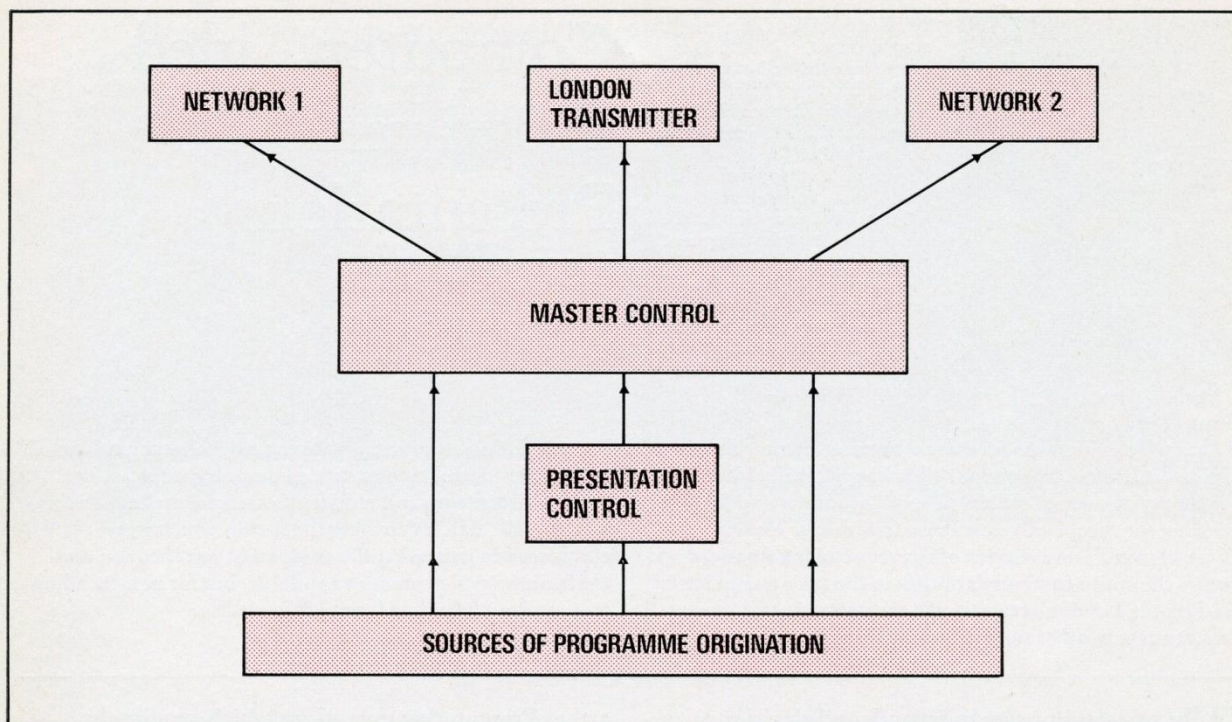 NETWORK 1
LONDON
TRANSMITTER
NETWORK 2
MASTER CONTROL
PRESENTATION
CONTROL
SOURCES OF PROGRAMME ORIGINATION